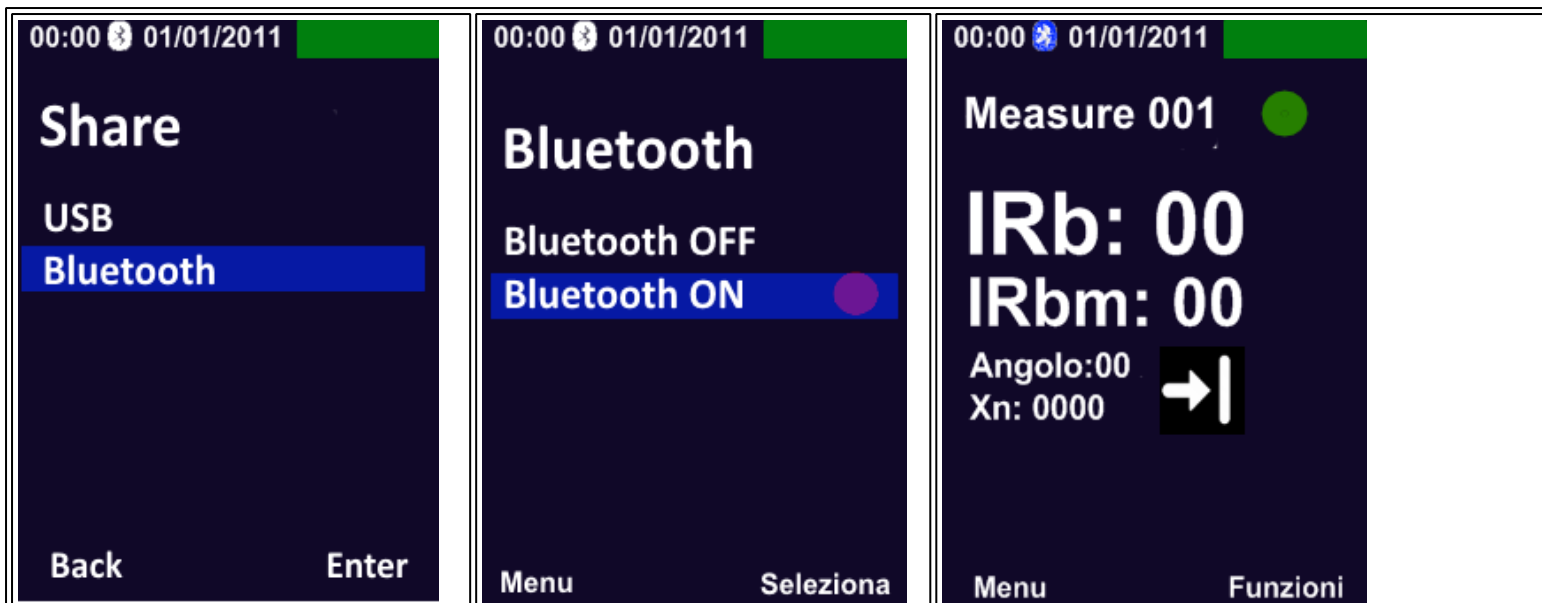 00:00 01/01/2011
Share
USB
Bluetooth
Back Enter
00:00 01/01/2011
Bluetooth
Bluetooth OFF
Bluetooth ON
Menu Seleziona
00:00 01/01/2011
Measure 001
IRb: 00
IRbm: 00
Angolo:00
Xn: 0000
Menu Funzioni